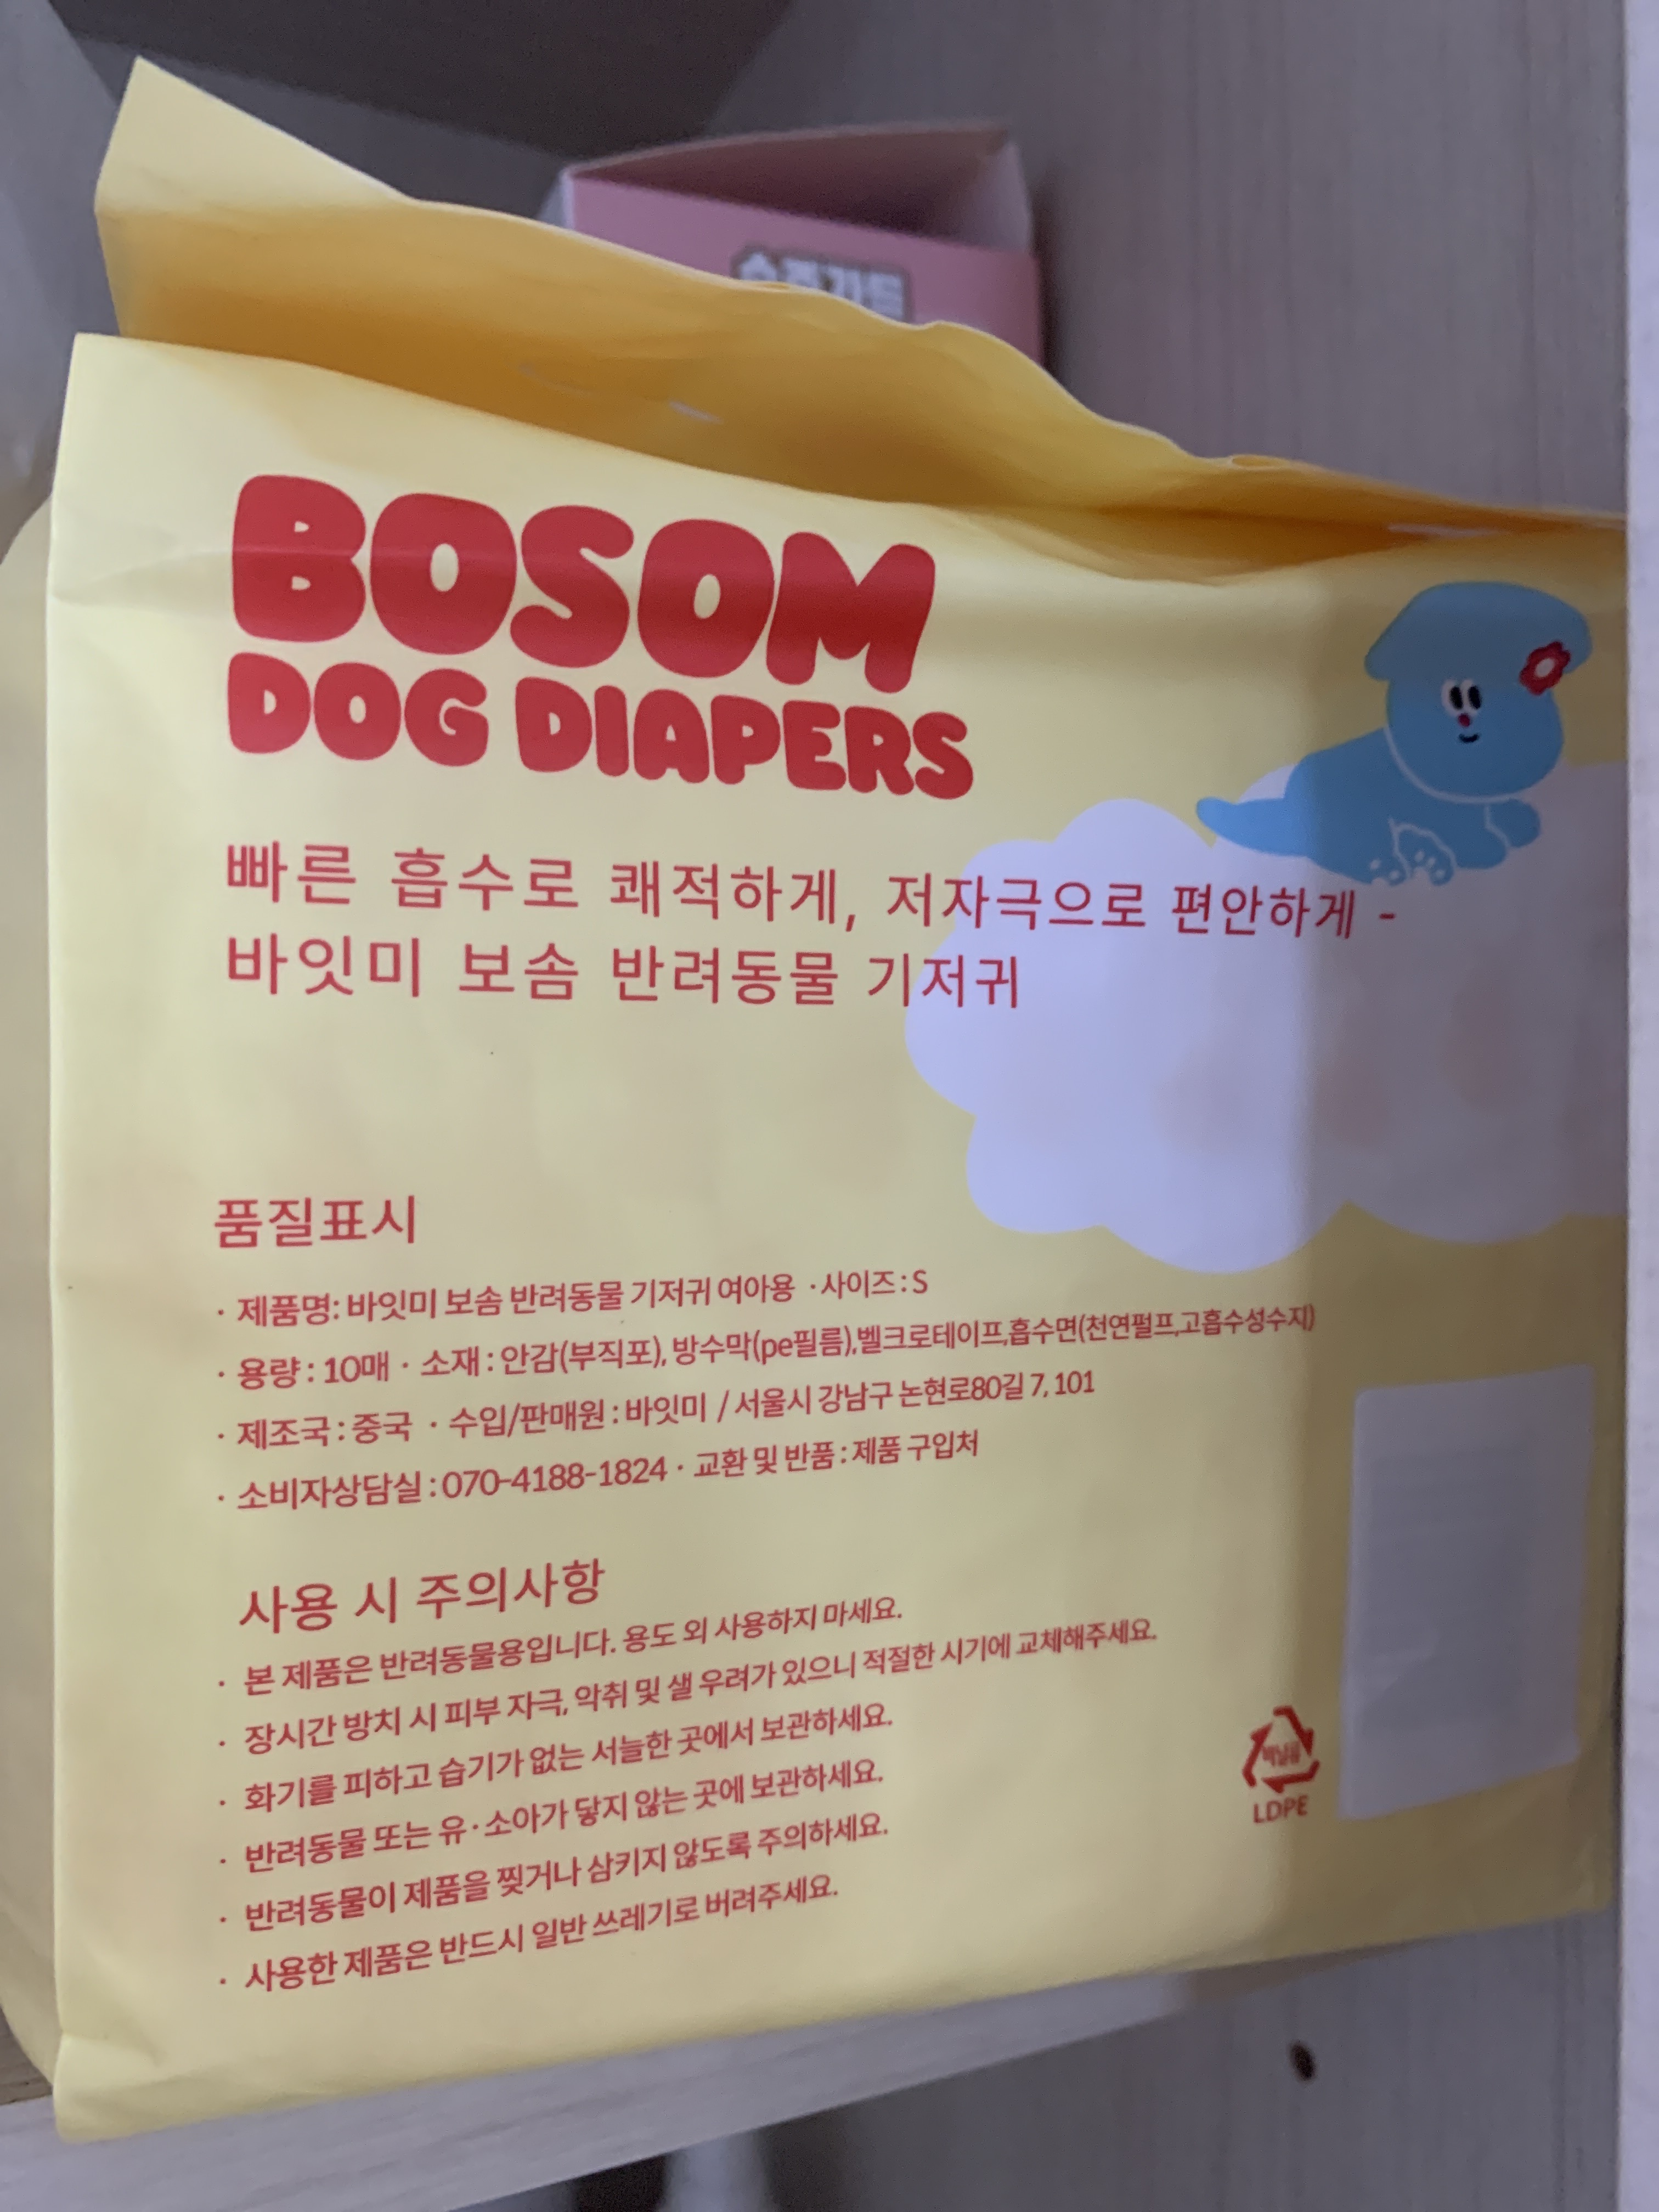 BOSOM
DOG DIAPERS
빠른 흡수로 쾌적하게, 저자극으로 편안하게 -
바잇미 보솜 반려동물 기저귀
품질표시
· 제품명: 바잇미 보솜 반려동물 기저귀 여아용 · 사이즈 : S
· 용량 : 10매 · 소재 : 안감(부직포), 방수막(pe필름),벨크로테이프,흡수면(천연펄프,고흡수성수지)
· 제조국 : 중국 · 수입/판매원 : 바잇미 / 서울시 강남구 논현로80길 7, 101
· 소비자상담실 : 070-4188-1824 · 교환 및 반품 : 제품 구입처
사용 시 주의사항
· 본 제품은 반려동물용입니다. 용도 외 사용하지 마세요.
· 장시간 방치 시 피부 자극, 악취 및 샐 우려가 있으니 적절한 시기에 교체해주세요.
· 화기를 피하고 습기가 없는 서늘한 곳에서 보관하세요.
· 반려동물 또는 유·소아가 닿지 않는 곳에 보관하세요.
· 반려동물이 제품을 찢거나 삼키지 않도록 주의하세요.
· 사용한 제품은 반드시 일반 쓰레기로 버려주세요.
비닐류
LDPE